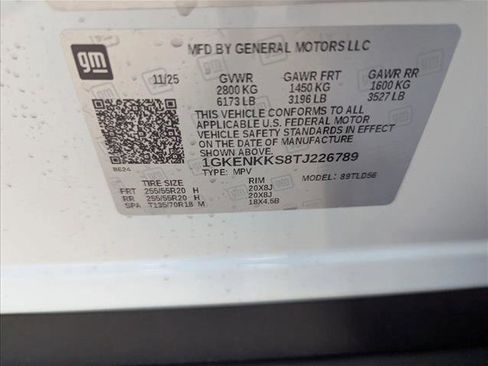 gm
MFD BY GENERAL MOTORS LLC
11/25 GVWR GAWR FRT GAWR RR
2800 KG 1450 KG 1600 KG
6173 LB 3196 LB 3527 LB
THIS VEHICLE CONFORMS TO ALL
APPLICABLE U.S. FEDERAL MOTOR
VEHICLE SAFETY STANDARDS IN EFFECT
ON THE DATE OF MANUFACTURE
SHOWN ABOVE.
1GKENKKS8TJ226789
8624 TYPE: MPV MODEL: 89TLD56
TIRE SIZE RIM
FRT 255/55R20 H 20X8J
RR 255/55R20 H 20X8J
SPA T135/70R18 M 18X4.5B